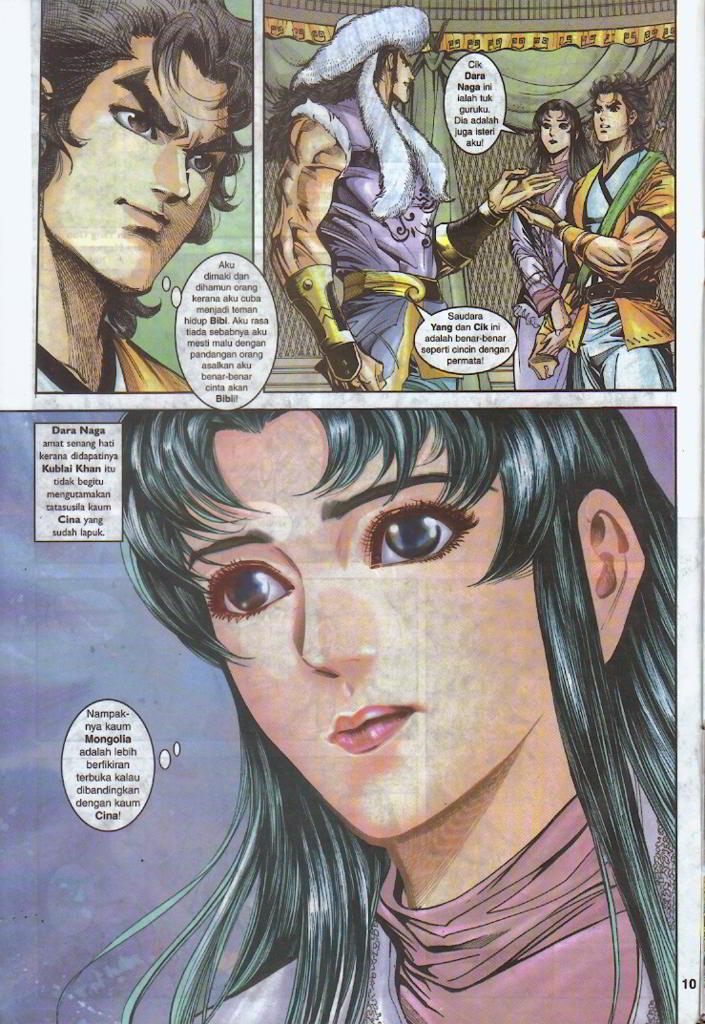 Aku
dimaki dan
dihamun orang
kerana aku cuba
menjadi teman
hidup Bibi. Aku rasa
tiada sebabnya aku
mesti malu dengan
pandangan orang
asalkan aku
benar-benar
cinta akan
Bibi!
Cik
Dara
Naga ini
ialah tuk
guruku.
Dia adalah
juga isteri
aku!
Saudara
Yang dan Cik ini
adalah benar-benar
seperti cincin dengan
permata!
Dara Naga
amat senang hati
kerana didapatinya
Kublai Khan itu
tidak begitu
mengutamakan
tatasusila kaum
Cina yang
sudah lapuk.
Nampak-
nya kaum
Mongolia
adalah lebih
berfikiran
terbuka kalau
dibandingkan
dengan kaum
Cina!
10